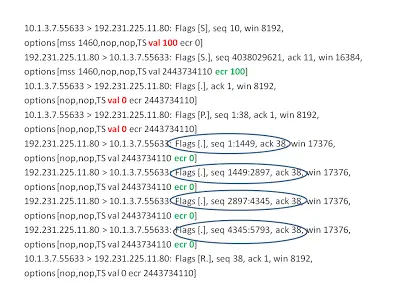 10.1.3.7.55633 > 192.231.225.11.80: Flags [S], seq 10, win 8192,
options [mss 1460,nop,nop,TS val 100 ecr 0]
192.231.225.11.80 > 10.1.3.7.55633: Flags [S.], seq 4038029621, ack 11, win 16384,
options [mss 1460,nop,nop,TS val 2443734110 ecr 100]
10.1.3.7.55633 > 192.231.225.11.80: Flags [.], ack 1, win 8192,
options [nop,nop,TS val 0 ecr 2443734110]
10.1.3.7.55633 > 192.231.225.11.80: Flags [P.], seq 1:38, ack 1, win 8192,
options [nop,nop,TS val 0 ecr 2443734110]
192.231.225.11.80 > 10.1.3.7.55633: Flags [.], seq 1:1449, ack 38, win 17376,
options [nop,nop,TS val 2443734110 ecr 0]
192.231.225.11.80 > 10.1.3.7.55633: Flags [.], seq 1449:2897, ack 38, win 17376,
options [nop,nop,TS val 2443734110 ecr 0]
192.231.225.11.80 > 10.1.3.7.55633: Flags [.], seq 2897:4345, ack 38, win 17376,
options [nop,nop,TS val 2443734110 ecr 0]
192.231.225.11.80 > 10.1.3.7.55633: Flags [.], seq 4345:5793, ack 38, win 17376,
options [nop,nop,TS val 2443734110 ecr 0]
10.1.3.7.55633 > 192.231.225.11.80: Flags [R.], seq 38, ack 1, win 8192,
options [nop,nop,TS val 0 ecr 2443734110]